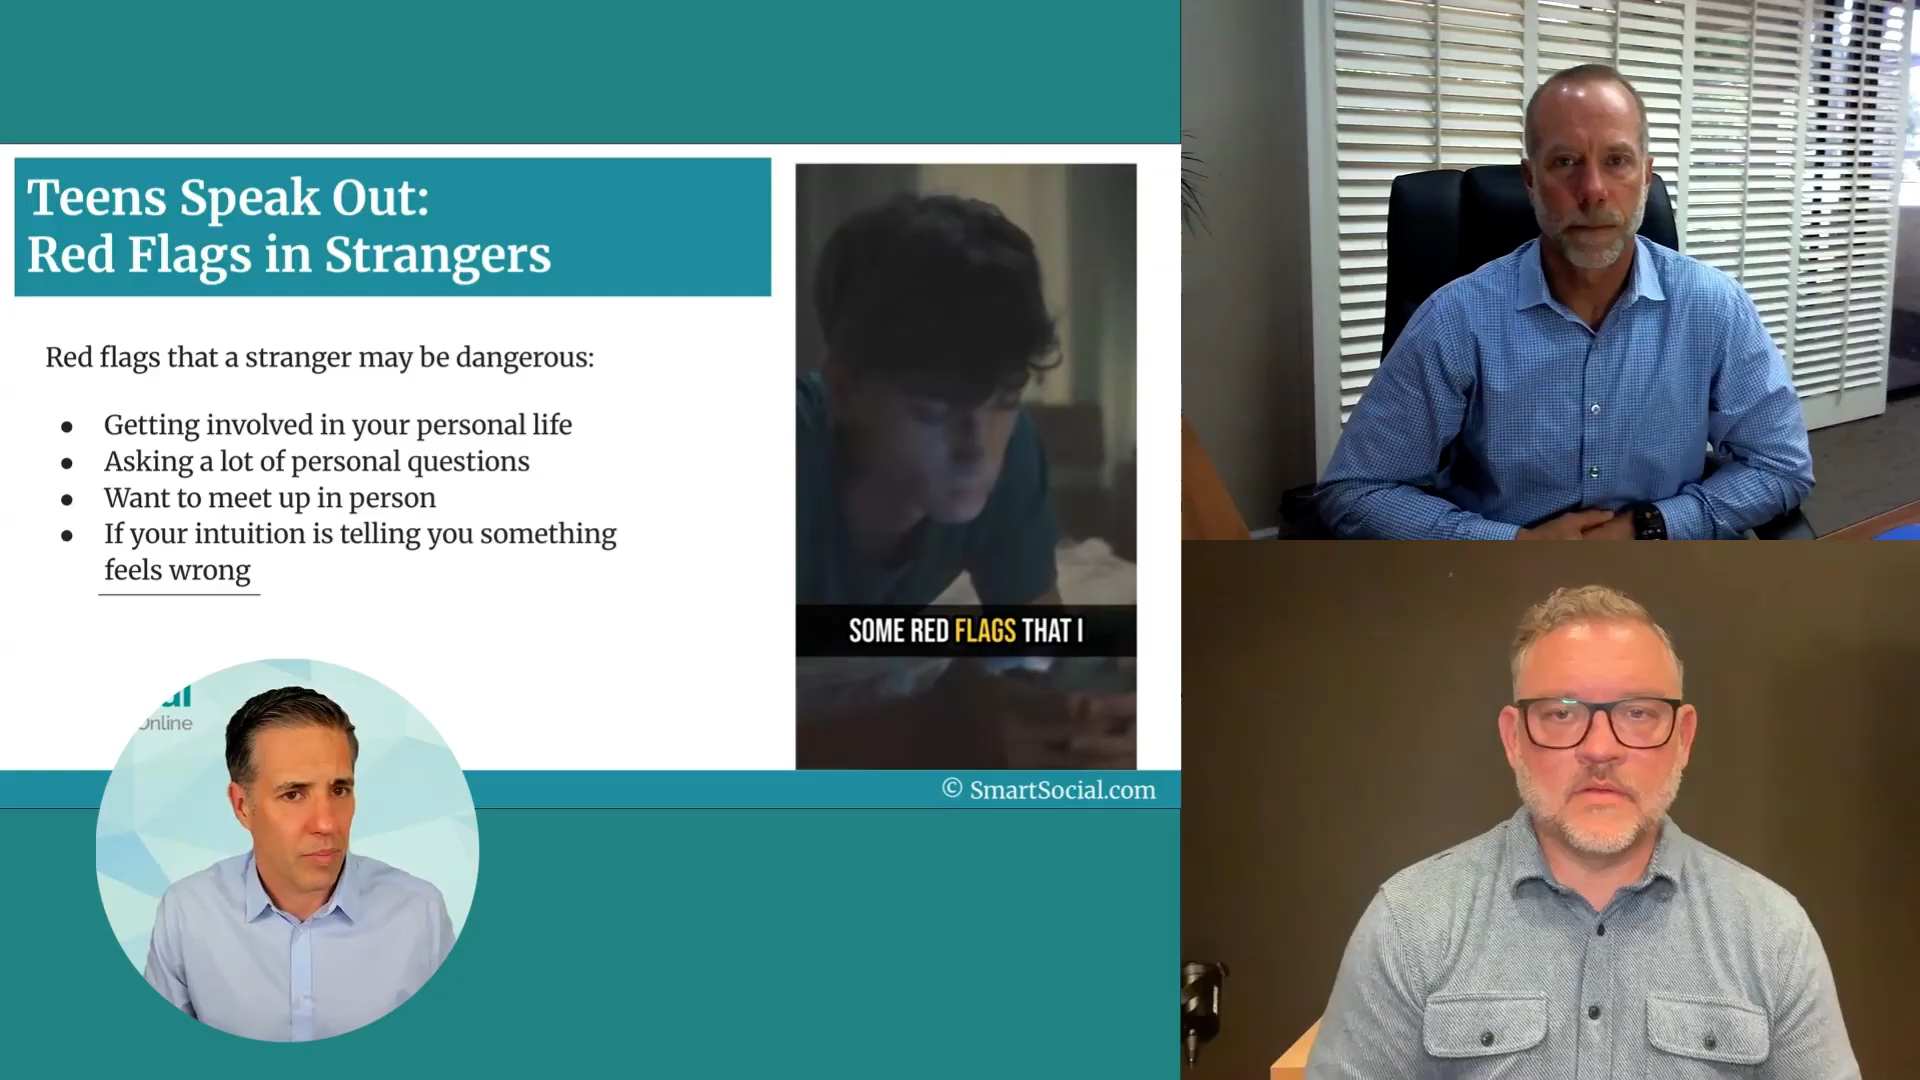 Teens Speak Out:
Red Flags in Strangers
Red flags that a stranger may be dangerous:
● Getting involved in your personal life
● Asking a lot of personal questions
● Want to meet up in person
● If your intuition is telling you something
feels wrong
SOME RED FLAGS THAT I
Online
© SmartSocial.com